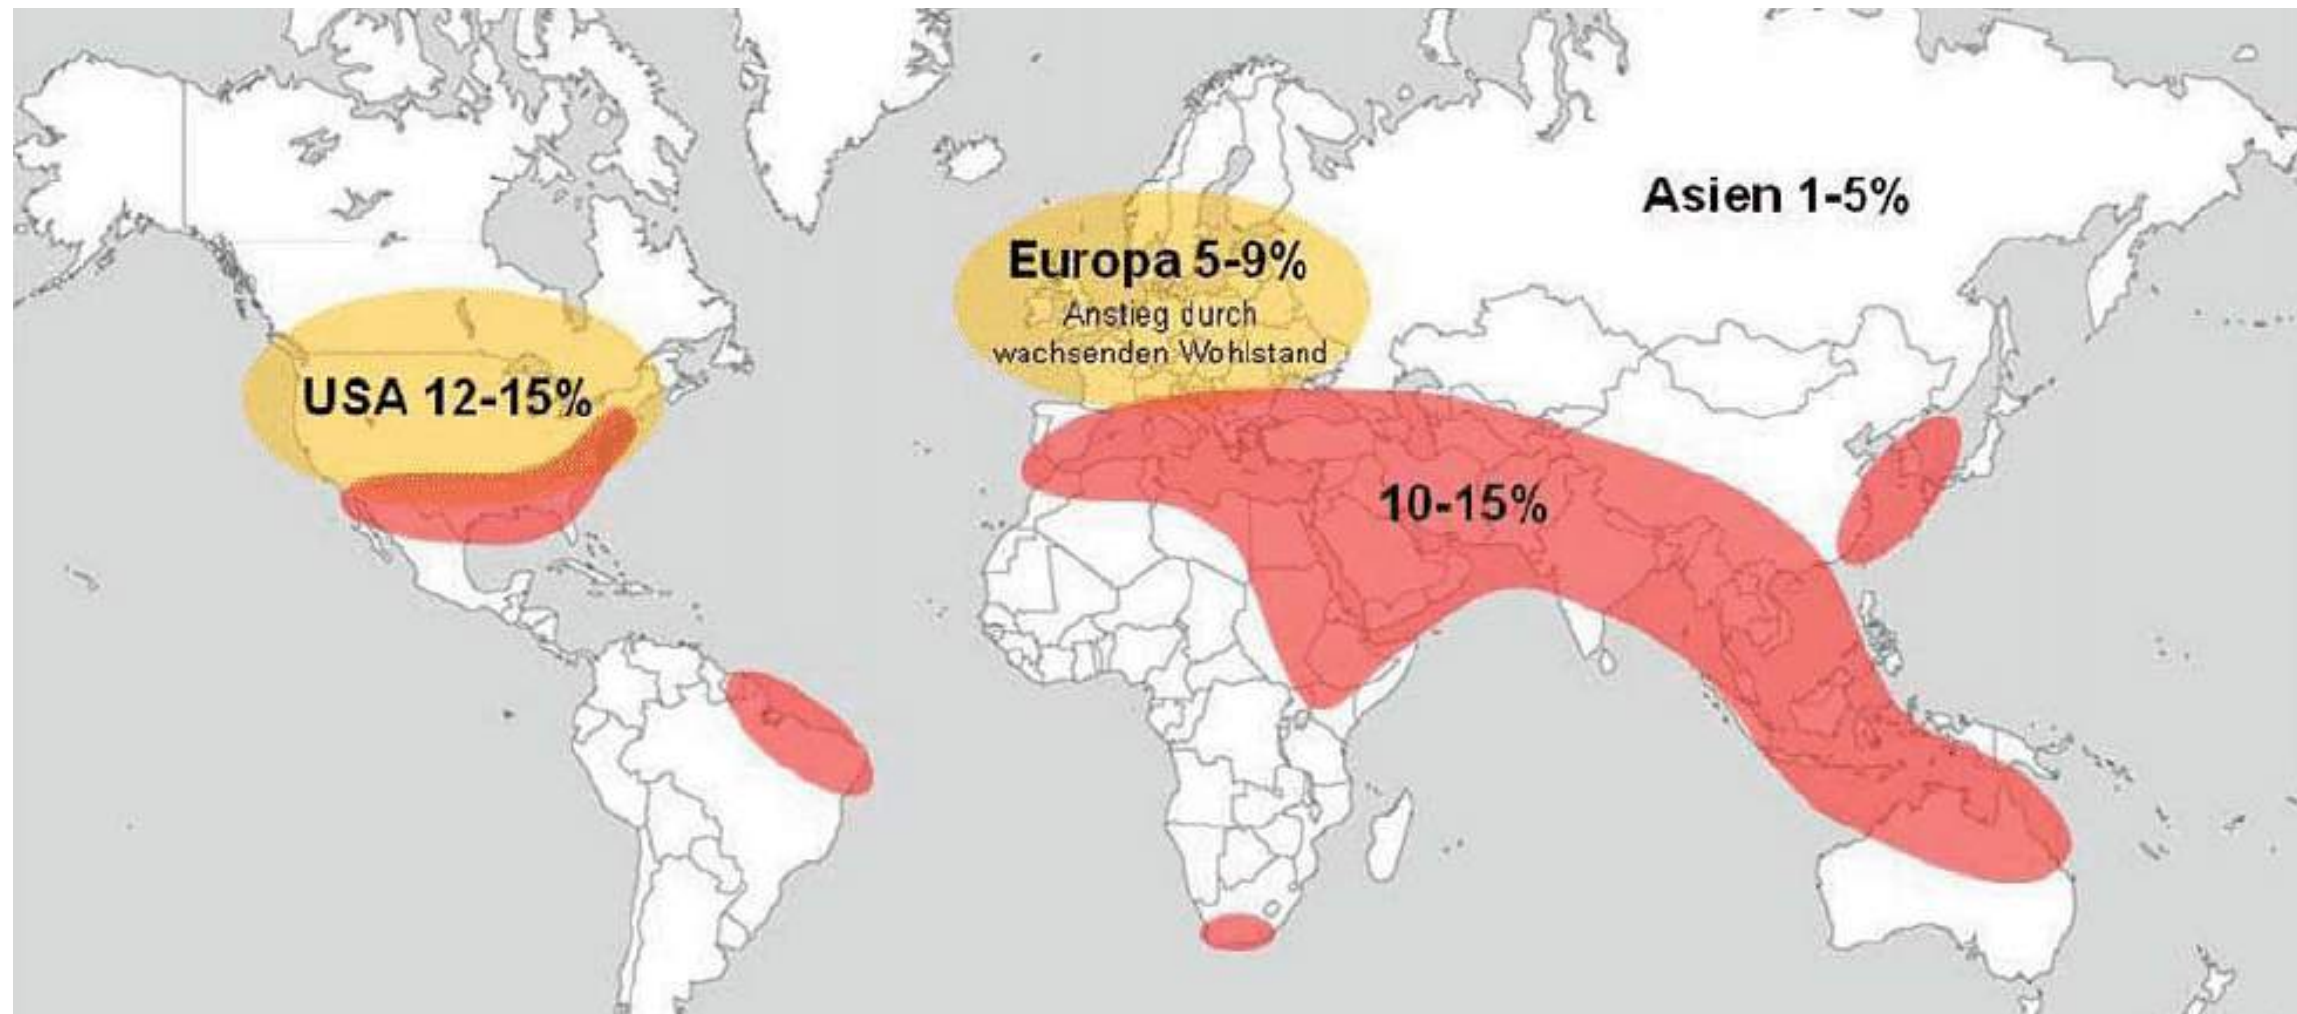 Asien 1-5%
Europa 5-9%
Anstieg durch
wachsenden Wohlstand
USA 12-15%
10-15%